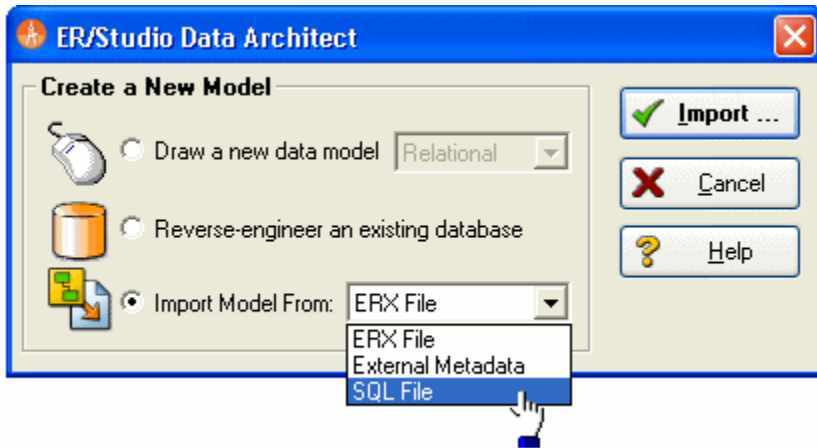 ER/Studio Data Architect
Create a New Model
Draw a new data model Relational
Reverse-engineer an existing database
Import Model From: ERX File
ERX File
External Metadata
SQL File
Import ...
Cancel
Help